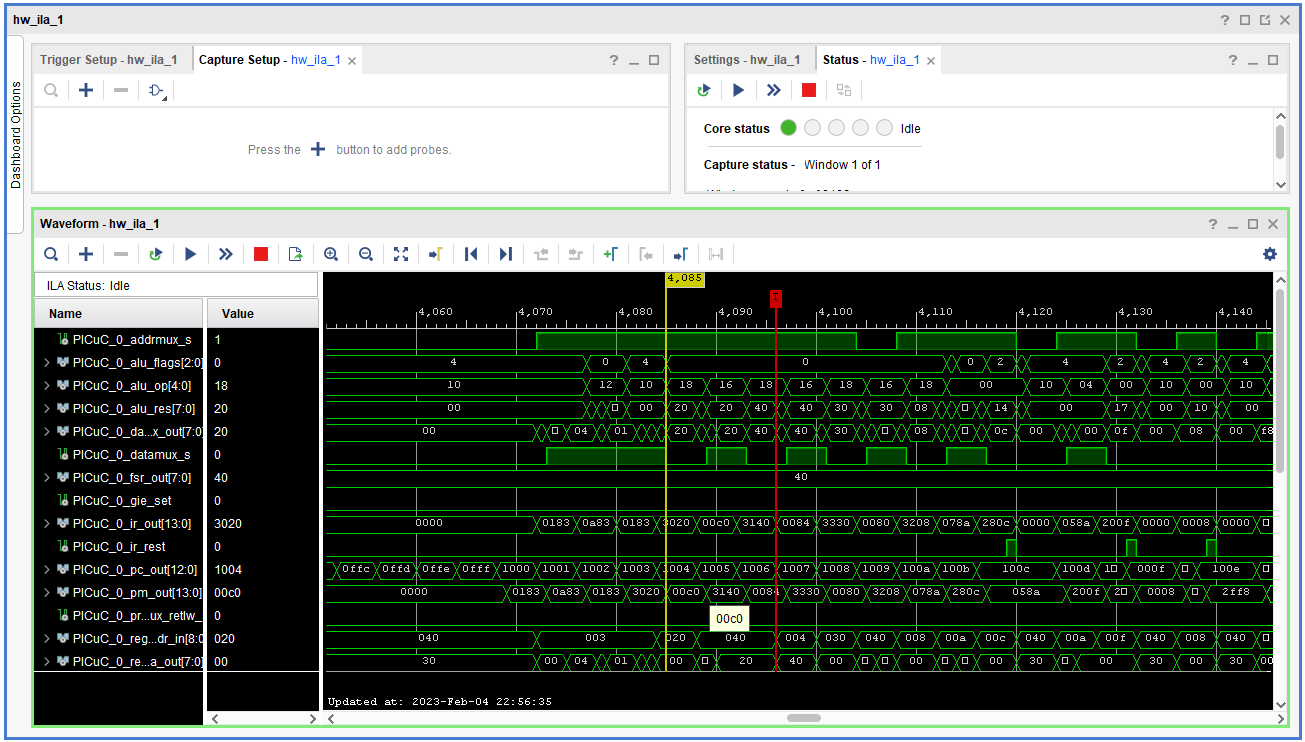 hw_ila_1
Dashboard Options
Trigger Setup - hw_ila_1
Capture Setup - hw_ila_1
Press the + button to add probes.
Settings - hw_ila_1
Status - hw_ila_1
Core status Idle
Capture status - Window 1 of 1
Waveform - hw_ila_1
ILA Status: Idle
Name Value
4,085
T
4,060 4,070 4,080 4,090 4,100 4,110 4,120 4,130 4,140
PICuC_0_addrmux_s 1
PICuC_0_alu_flags[2:0] 0 4 0 4 0 0 2 4 2 4 2 4
PICuC_0_alu_op[4:0] 18 10 12 10 18 16 18 16 18 16 18 00 10 04 00 10 00 10
PICuC_0_alu_res[7:0] 20 00 00 20 20 40 40 30 30 08 14 00 17 00 10 00
PICuC_0_da...x_out[7:0] 20 00 04 01 20 20 40 40 30 08 0c 00 0f 00 08 00 f8
PICuC_0_datamux_s 0
PICuC_0_fsr_out[7:0] 40 40
PICuC_0_gie_set 0
PICuC_0_ir_out[13:0] 3020 0000 0183 0a83 0183 3020 00c0 3140 0084 3330 0080 3208 078a 280c 0000 058a 200f 0000 0008 0000
PICuC_0_ir_rest 0
PICuC_0_pc_out[12:0] 1004 0ffc 0ffd 0ffe 0fff 1000 1001 1002 1003 1004 1005 1006 1007 1008 1009 100a 100b 100c 100d 1 000f 100e
PICuC_0_pm_out[13:0] 00c0 0000 0183 0a83 0183 3020 00c0 3140 0084 3330 0080 3208 078a 280c 058a 200f 2 0008 2ff8
PICuC_0_pr...ux_retlw_ 0
00c0
PICuC_0_reg...dr_in[8:0 020 040 003 020 040 004 030 040 008 00a 00c 040 00a 00f 040 008 040
PICuC_0_re...a_out[7:0] 00 30 00 04 01 00 20 40 00 00 00 00 30 00 30 00 30 00
Updated at: 2023-Feb-04 22:56:35